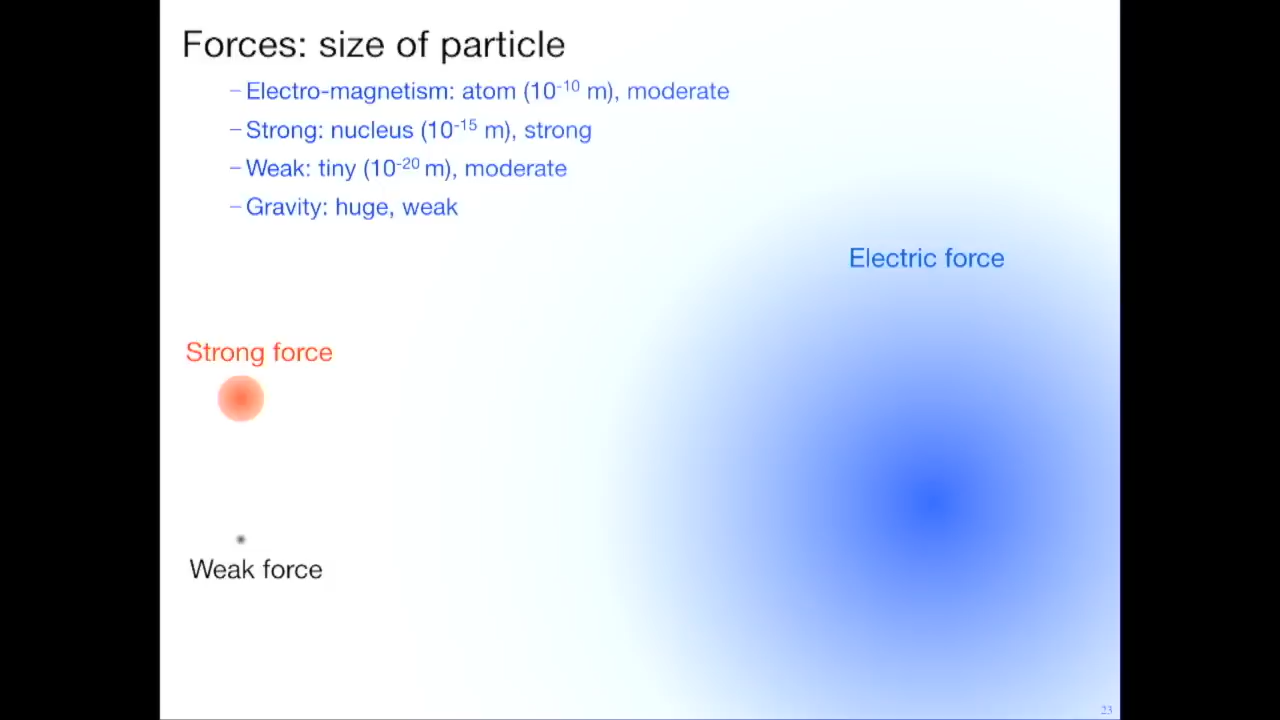 Forces: size of particle
– Electro-magnetism: atom (10⁻¹⁰ m), moderate
– Strong: nucleus (10⁻¹⁵ m), strong
– Weak: tiny (10⁻²⁰ m), moderate
– Gravity: huge, weak
Electric force
Strong force
Weak force
23